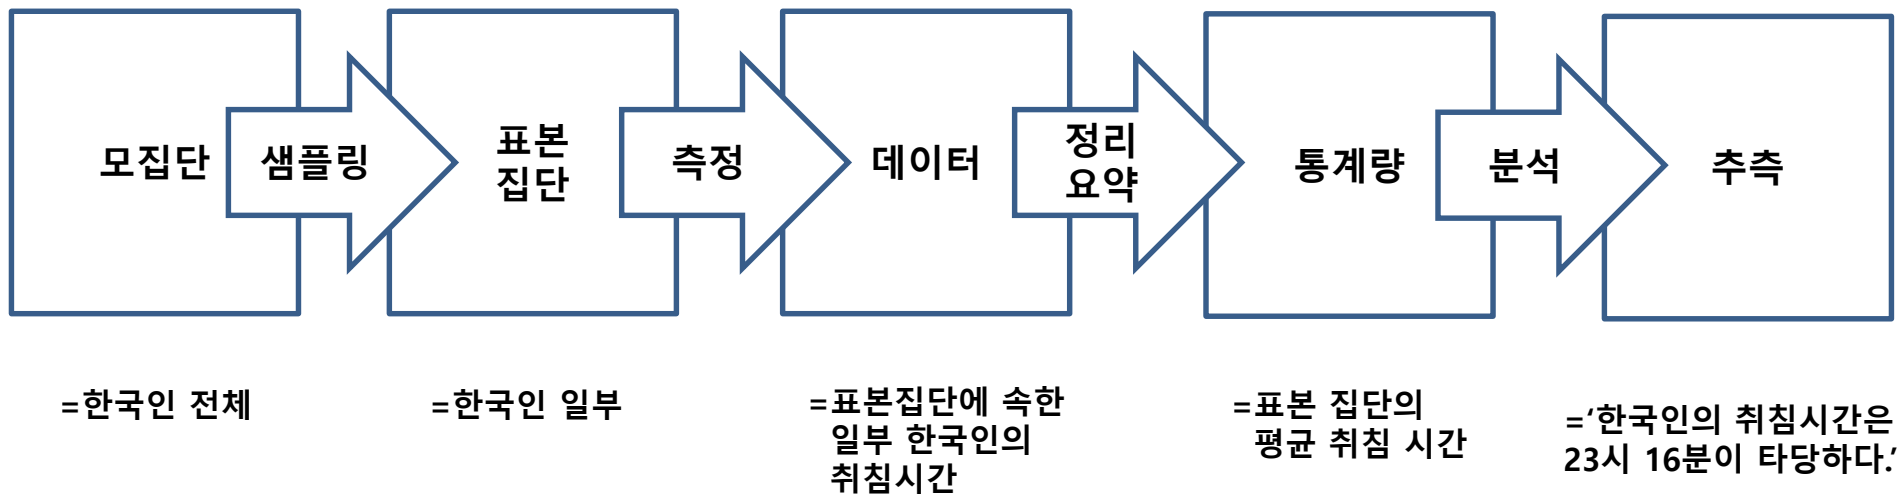 모집단
샘플링
표본
집단
측정
데이터
정리
요약
통계량
분석
추측
=한국인 전체
=한국인 일부
=표본집단에 속한
일부 한국인의
취침시간
=표본 집단의
평균 취침 시간
=‘한국인의 취침시간은
23시 16분이 타당하다.’